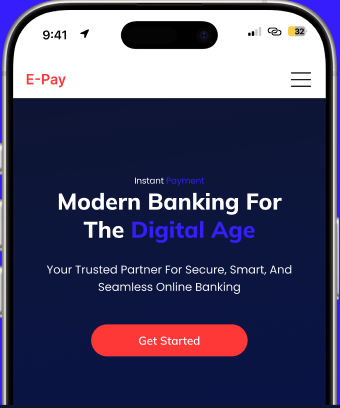 9:41
32
E-Pay
Instant Payment
Modern Banking For
The Digital Age
Your Trusted Partner For Secure, Smart, And
Seamless Online Banking
Get Started